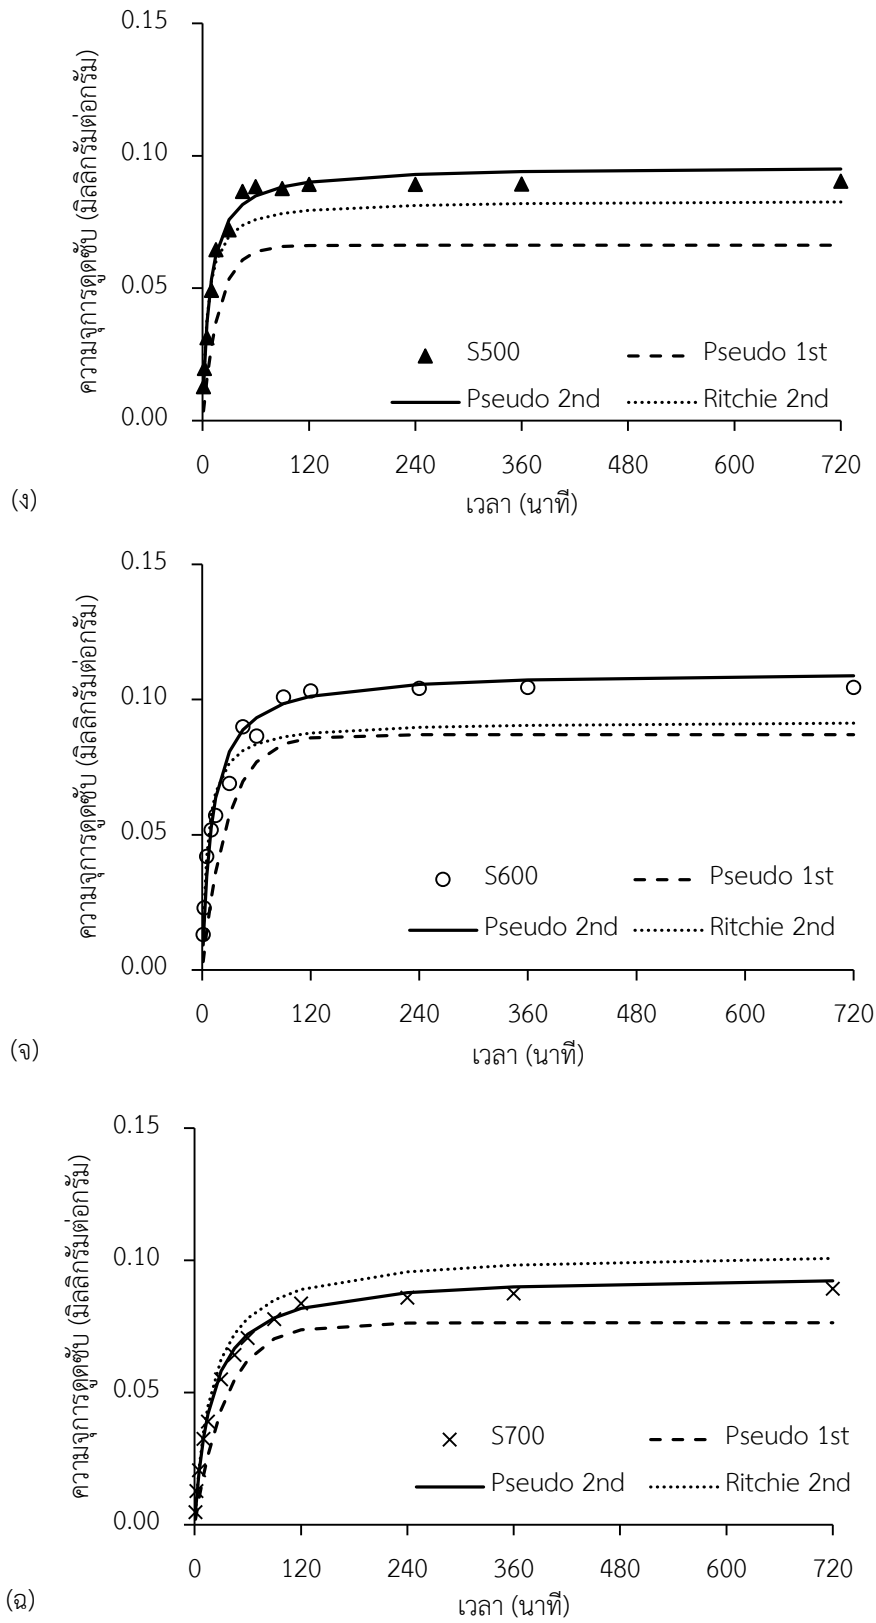 0.15
0.10
0.05
0.00
ความจุการดูดซับ (มิลลิกรัมต่อกรัม)
S500
Pseudo 1st
Pseudo 2nd
Ritchie 2nd
0 120 240 360 480 600 720
เวลา (นาที)
(ง)
0.15
0.10
0.05
0.00
ความจุการดูดซับ (มิลลิกรัมต่อกรัม)
S600
Pseudo 1st
Pseudo 2nd
Ritchie 2nd
0 120 240 360 480 600 720
เวลา (นาที)
(จ)
0.15
0.10
0.05
0.00
ความจุการดูดซับ (มิลลิกรัมต่อกรัม)
S700
Pseudo 1st
Pseudo 2nd
Ritchie 2nd
0 120 240 360 480 600 720
เวลา (นาที)
(ฉ)